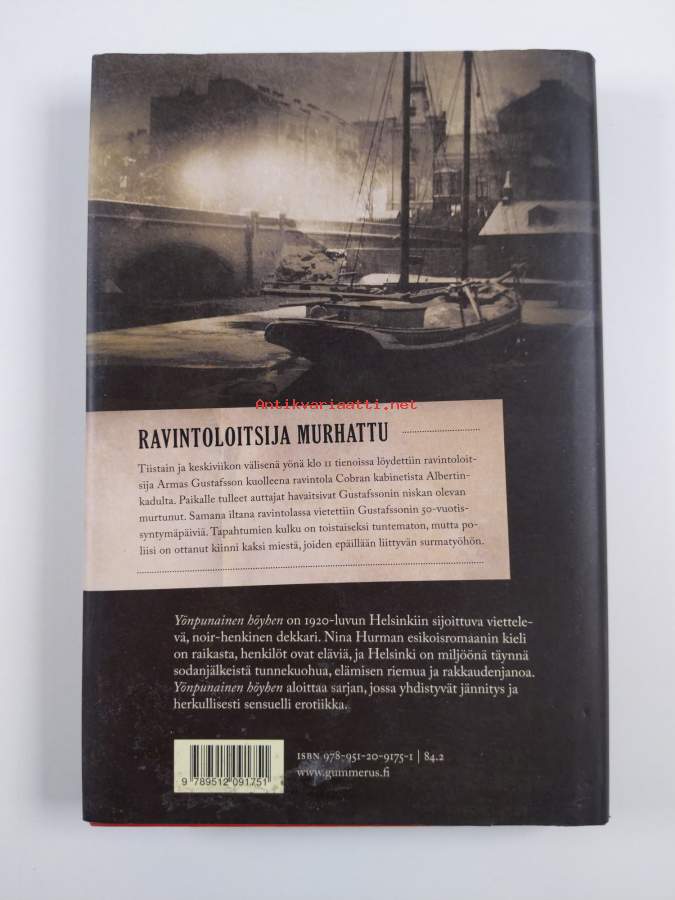 Antikvariaatti.net
RAVINTOLOITSIJA MURHATTU
Tiistain ja keskiviikon välisenä yönä klo 11 tienoissa löydettiin ravintoloit-
sija Armas Gustafsson kuolleena ravintola Cobran kabinetista Albertin-
kadulta. Paikalle tulleet auttajat havaitsivat Gustafssonin niskan olevan
murtunut. Samana iltana ravintolassa vietettiin Gustafssonin 50-vuotis-
syntymäpäiviä. Tapahtumien kulku on toistaiseksi tuntematon, mutta po-
liisi on ottanut kiinni kaksi miestä, joiden epäillään liittyvän surmatyöhön.
Yönpunainen höyhen on 1920-luvun Helsinkiin sijoittuva viettele-
vä, noir-henkinen dekkari. Nina Hurman esikoisromaanin kieli
on raikasta, henkilöt ovat eläviä, ja Helsinki on miljöönä täynnä
sodanjälkeistä tunnekuohua, elämisen riemua ja rakkaudenjanoa.
Yönpunainen höyhen aloittaa sarjan, jossa yhdistyvät jännitys ja
herkullisesti sensuelli erotiikka.
ISBN 978-951-20-9175-1 | 84.2
www.gummerus.fi
9 789512 091751